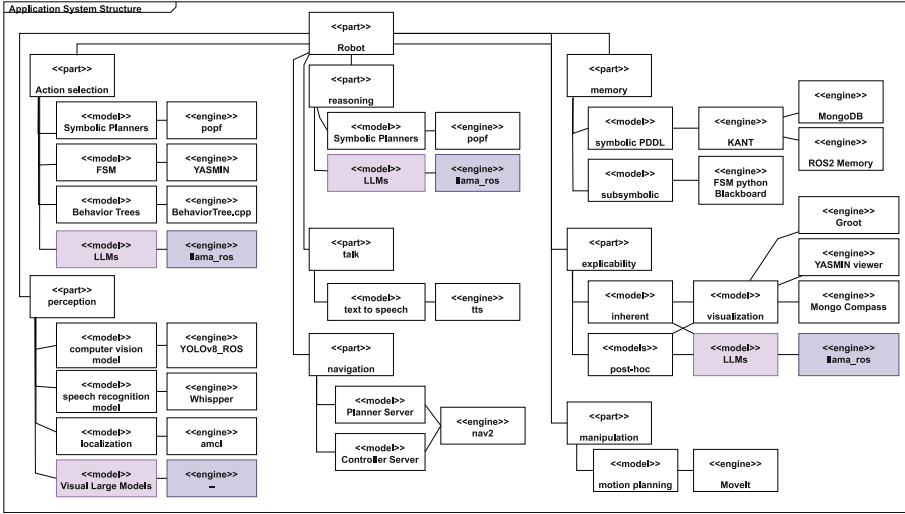 Application System Structure
<<part>>
Robot
<<part>>
Action selection
<<model>>
Symbolic Planners
<<engine>>
popf
<<model>>
FSM
<<engine>>
YASMIN
<<model>>
Behavior Trees
<<engine>>
BehaviorTree.cpp
<<model>>
LLMs
<<engine>>
llama_ros
<<part>>
perception
<<model>>
computer vision
model
<<engine>>
YOLOv8_ROS
<<model>>
speech recognition
model
<<engine>>
Whispper
<<model>>
localization
<<engine>>
amcl
<<model>>
Visual Large Models
<<engine>>
–
<<part>>
reasoning
<<model>>
Symbolic Planners
<<engine>>
popf
<<model>>
LLMs
<<engine>>
llama_ros
<<part>>
talk
<<model>>
text to speech
<<engine>>
tts
<<part>>
navigation
<<model>>
Planner Server
<<model>>
Controller Server
<<engine>>
nav2
<<part>>
memory
<<model>>
symbolic PDDL
<<engine>>
KANT
<<engine>>
MongoDB
<<engine>>
ROS2 Memory
<<model>>
subsymbolic
<<engine>>
FSM python
Blackboard
<<part>>
explicability
<<model>>
inherent
<<model>>
visualization
<<engine>>
Groot
<<engine>>
YASMIN viewer
<<engine>>
Mongo Compass
<<models>>
post-hoc
<<model>>
LLMs
<<engine>>
llama_ros
<<part>>
manipulation
<<model>>
motion planning
<<engine>>
MoveIt